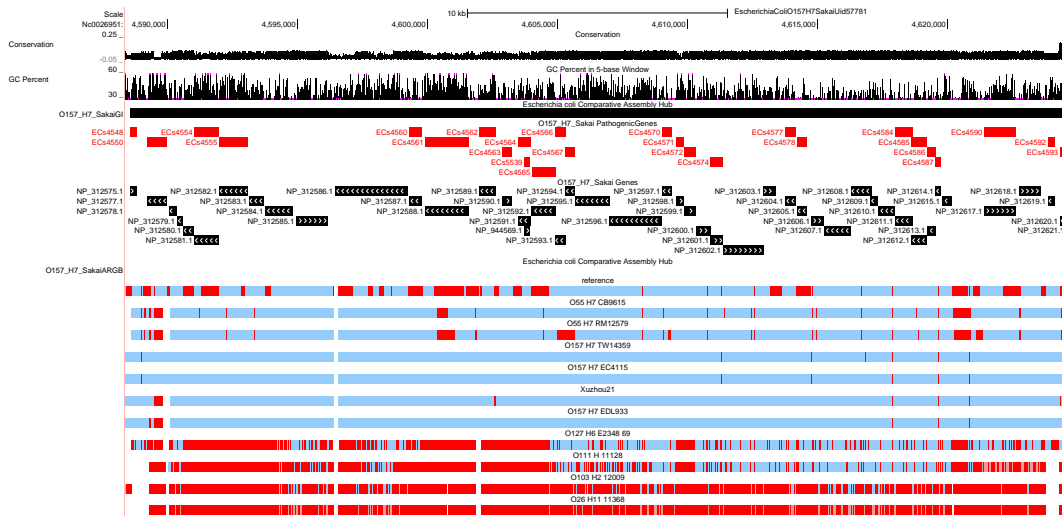 Scale 10 kb EscherichiaColiO157H7SakaiUid57781
Nc0026951: 4,590,000 4,595,000 4,600,000 4,605,000 4,610,000 4,615,000 4,620,000
Conservation
0.25 _
Conservation
-0.05 _
GC Percent in 5-base Window
60 _
GC Percent
30 _
Escherichia coli Comparative Assembly Hub
O157_H7_SakaiGI
O157_H7_Sakai PathogenicGenes
ECs4548 ECs4554 ECs4560 ECs4562 ECs4566 ECs4570 ECs4577 ECs4584 ECs4590
ECs4550 ECs4555 ECs4561 ECs4564 ECs4571 ECs4578 ECs4585 ECs4592
ECs4563 ECs4567 ECs4572 ECs4586 ECs4593
ECs5539 ECs4574 ECs4587
ECs4565
O157_H7_Sakai Genes
NP_312575.1 NP_312582.1 NP_312586.1 NP_312589.1 NP_312594.1 NP_312597.1 NP_312603.1 NP_312608.1 NP_312614.1 NP_312618.1
NP_312577.1 NP_312583.1 NP_312587.1 NP_312590.1 NP_312595.1 NP_312598.1 NP_312604.1 NP_312609.1 NP_312615.1 NP_312619.1
NP_312578.1 NP_312584.1 NP_312588.1 NP_312592.1 NP_312599.1 NP_312605.1 NP_312610.1 NP_312617.1
NP_312579.1 NP_312585.1 NP_312591.1 NP_312596.1 NP_312606.1 NP_312611.1 NP_312620.1
NP_312580.1 NP_944569.1 NP_312600.1 NP_312607.1 NP_312613.1 NP_312621.1
NP_312581.1 NP_312593.1 NP_312601.1 NP_312612.1
NP_312602.1
Escherichia coli Comparative Assembly Hub
O157_H7_SakaiARGB
reference
O55 H7 CB9615
O55 H7 RM12579
O157 H7 TW14359
O157 H7 EC4115
Xuzhou21
O157 H7 EDL933
O127 H6 E2348 69
O111 H 11128
O103 H2 12009
O26 H11 11368